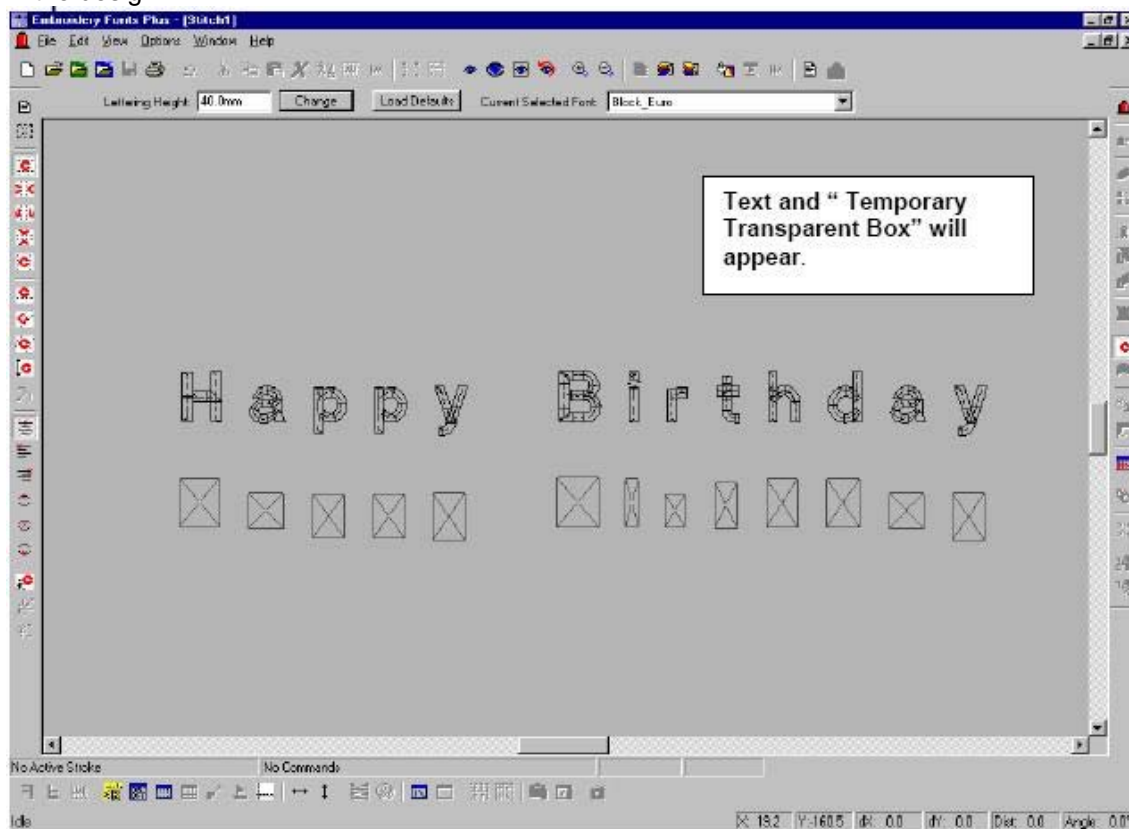 Embroidery Fonts Plus - [Stitch1]
File Edit View Options Window Help
Lettering Height: 40.0mm Change Load Defaults Current Selected Font: Block_Euro
Text and “ Temporary
Transparent Box” will
appear.
Happy Birthday
No Active Stroke No Commands
Idle X: 19.2 Y:-160.5 dX: 0.0 dY: 0.0 Dist: 0.0 Angle: 0.0°